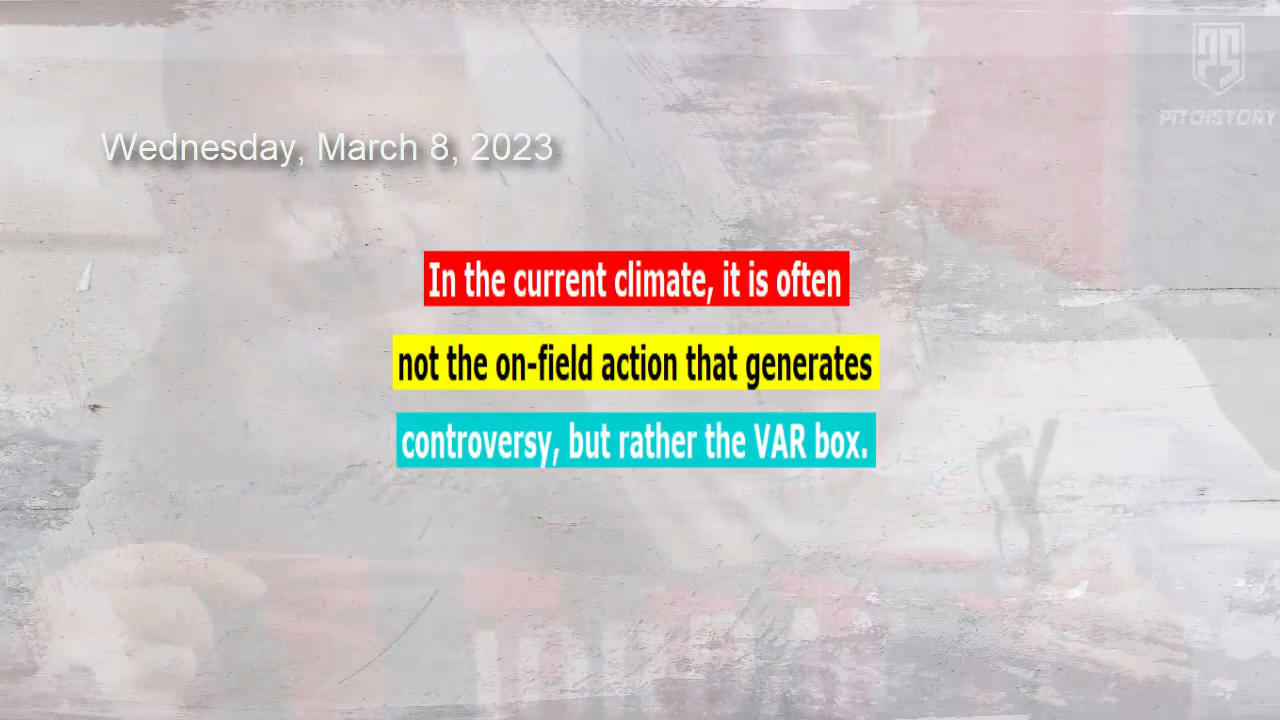 PS
PITCHSTORY
Wednesday, March 8, 2023
In the current climate, it is often
not the on-field action that generates
controversy, but rather the VAR box.